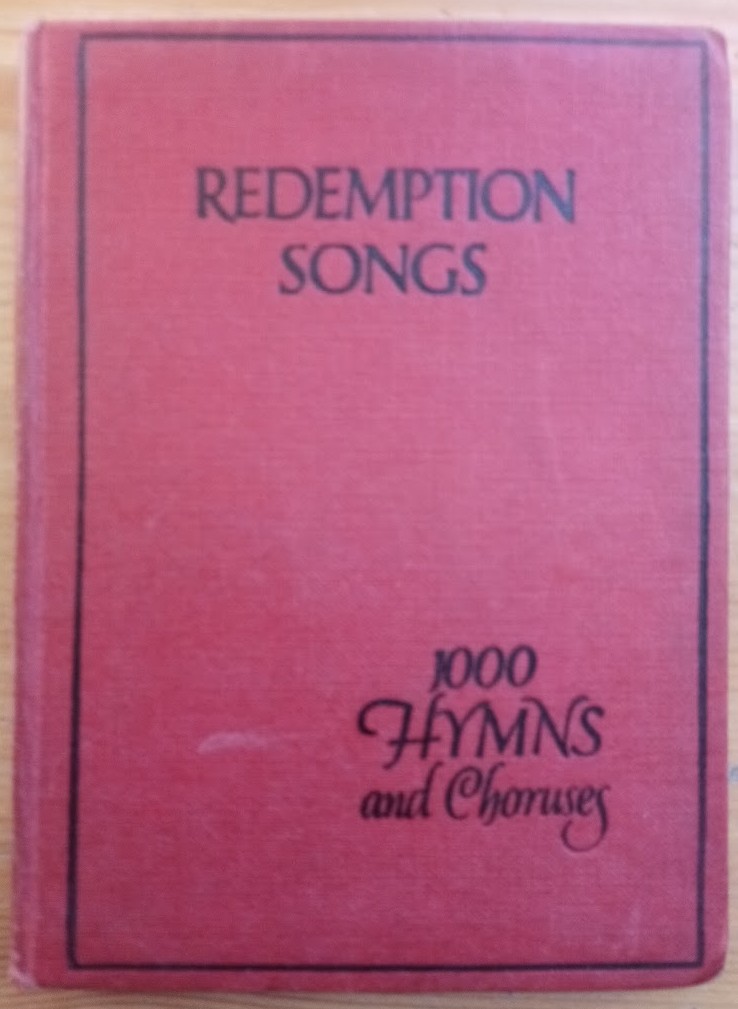 REDEMPTION
SONGS
1000
HYMNS
and Choruses